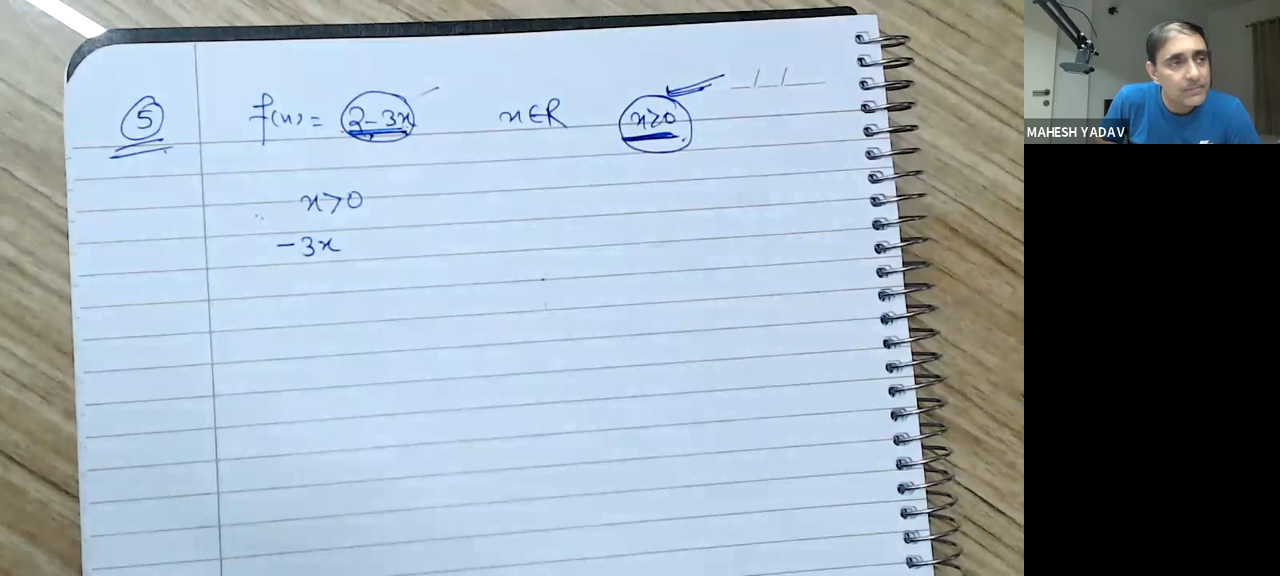 ⑤ f(x) = 2-3x x∈R x≥0 _/_/_
x>0
-3x
MAHESH YADAV